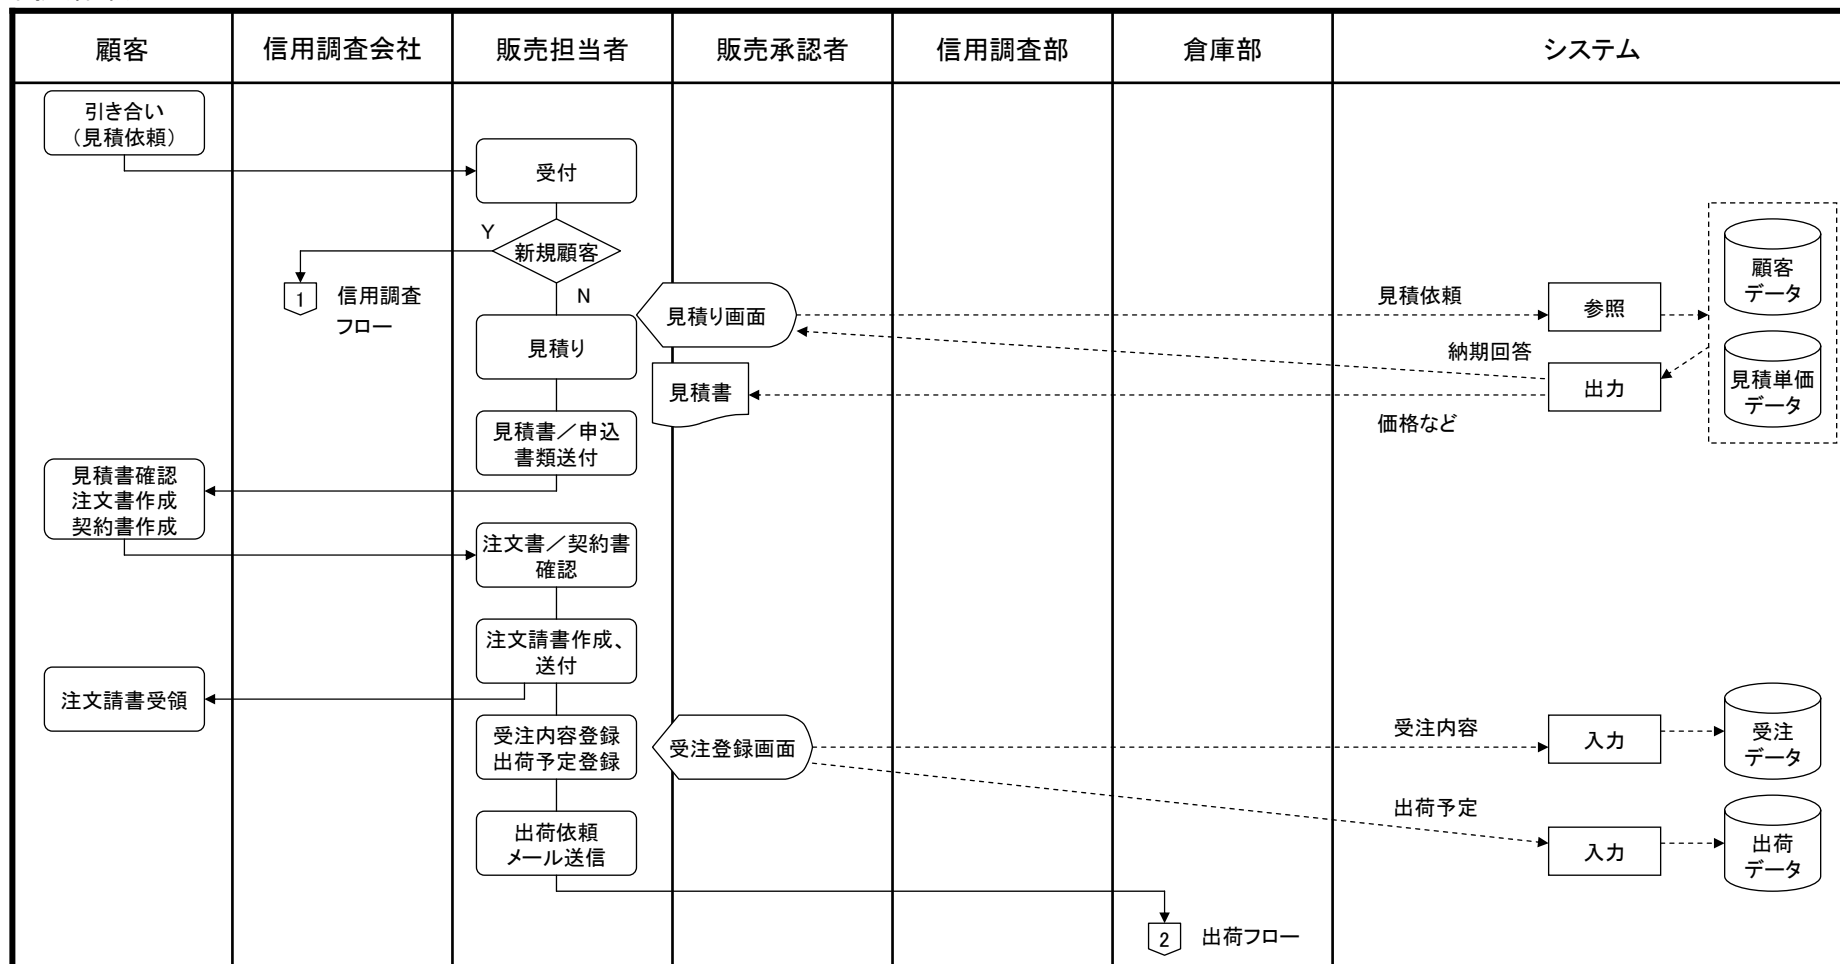 顧客
信用調査会社
販売担当者
販売承認者
信用調査部
倉庫部
システム
引き合い
（見積依頼）
受付
Y
新規顧客
N
1
信用調査
フロー
見積り画面
見積依頼
参照
顧客
データ
見積り
納期回答
見積書
出力
見積単価
データ
価格など
見積書／申込
書類送付
見積書確認
注文書作成
契約書作成
注文書／契約書
確認
注文請書作成、
送付
注文請書受領
受注内容登録
出荷予定登録
受注登録画面
受注内容
入力
受注
データ
出荷予定
出荷依頼
メール送信
入力
出荷
データ
2
出荷フロー